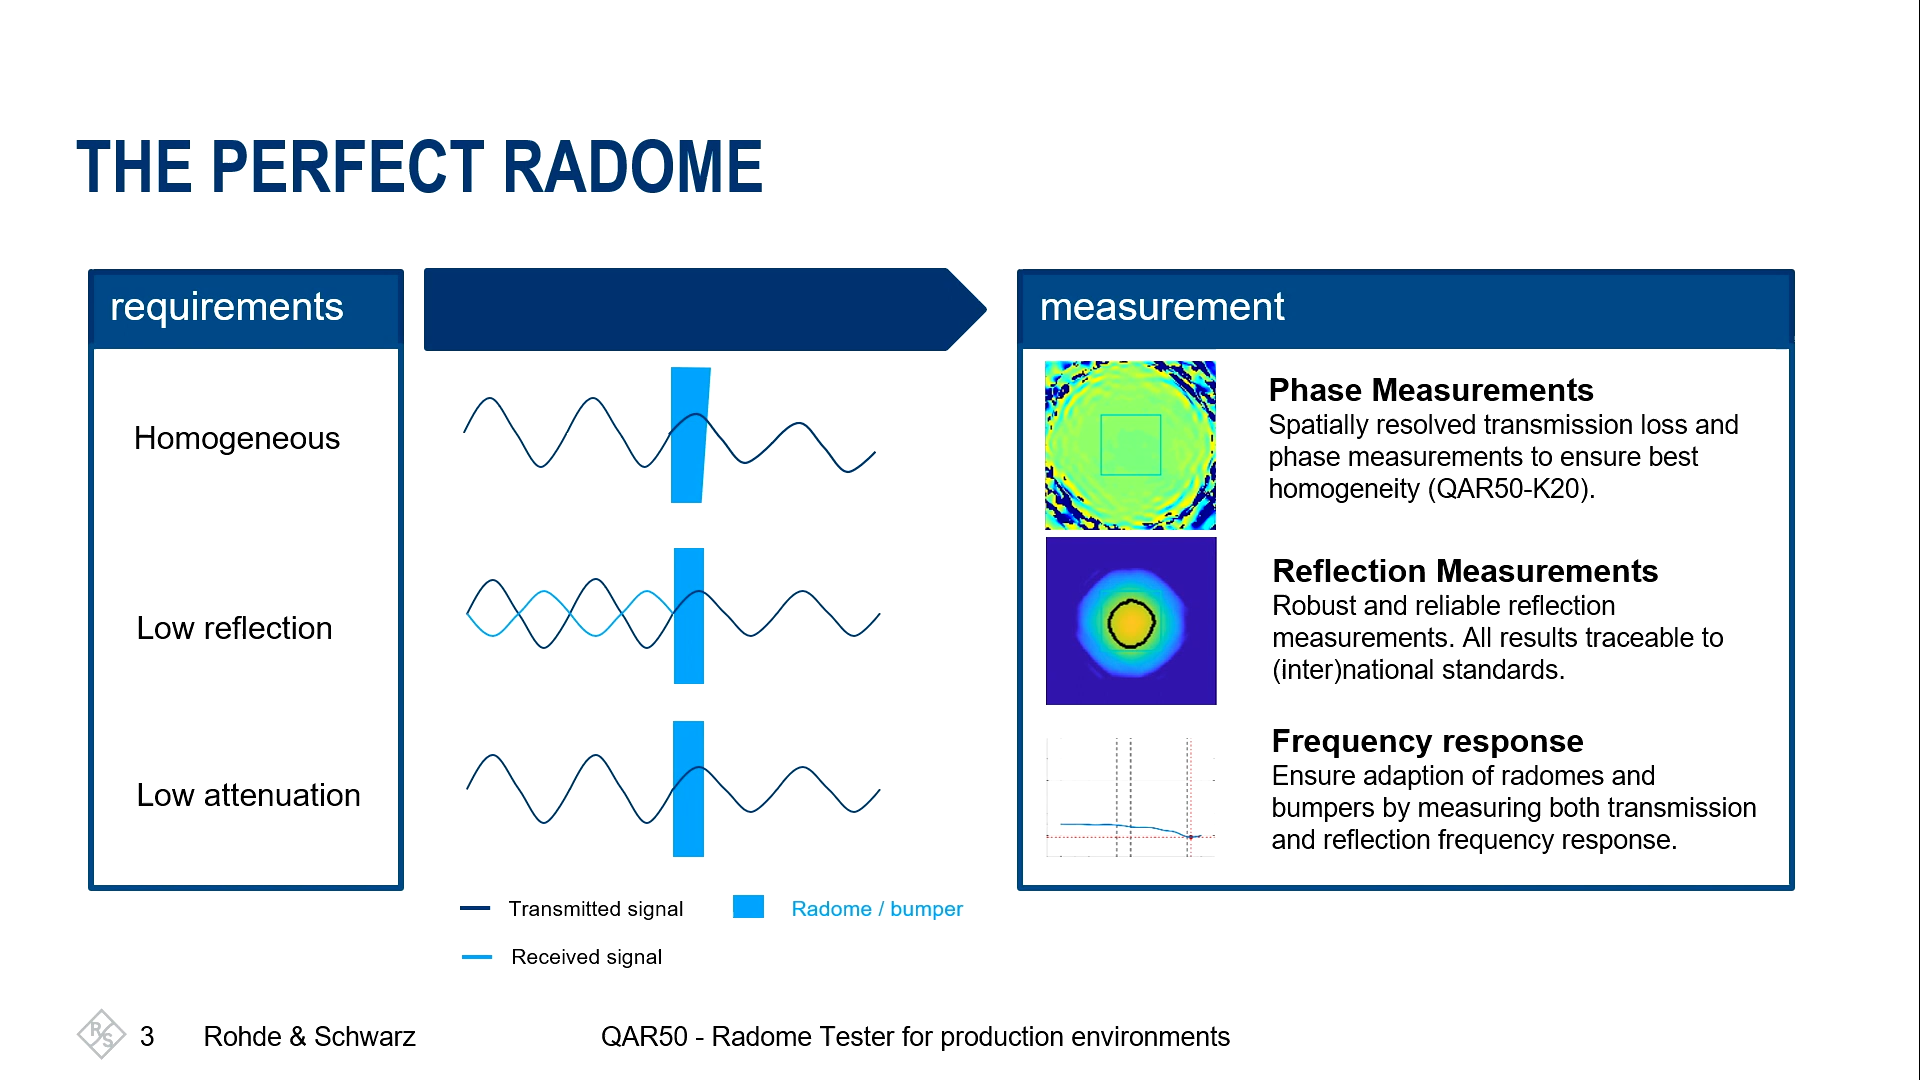 THE PERFECT RADOME
requirements
Homogeneous
Low reflection
Low attenuation
Transmitted signal
Radome / bumper
Received signal
measurement
Phase Measurements
Spatially resolved transmission loss and
phase measurements to ensure best
homogeneity (QAR50-K20).
Reflection Measurements
Robust and reliable reflection
measurements. All results traceable to
(inter)national standards.
Frequency response
Ensure adaption of radomes and
bumpers by measuring both transmission
and reflection frequency response.
R S
3 Rohde & Schwarz QAR50 - Radome Tester for production environments